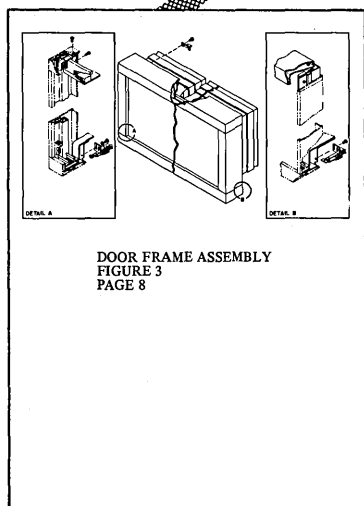 DETAIL A
A
B
DETAIL B
DOOR FRAME ASSEMBLY
FIGURE 3
PAGE 8